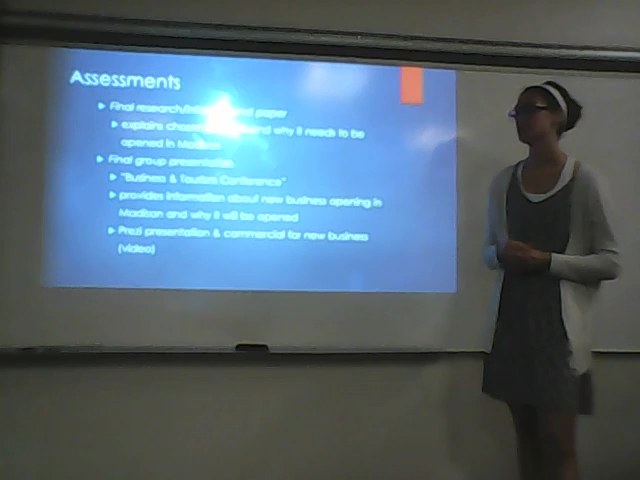 Assessments
Final paper
explains and why it needs to be
opened in Madison
Final group presentation
"Business & Tourism Conference"
provides information about new business opening in
Madison and why it will be opened
Prezi presentation & commercial for new business
(video)